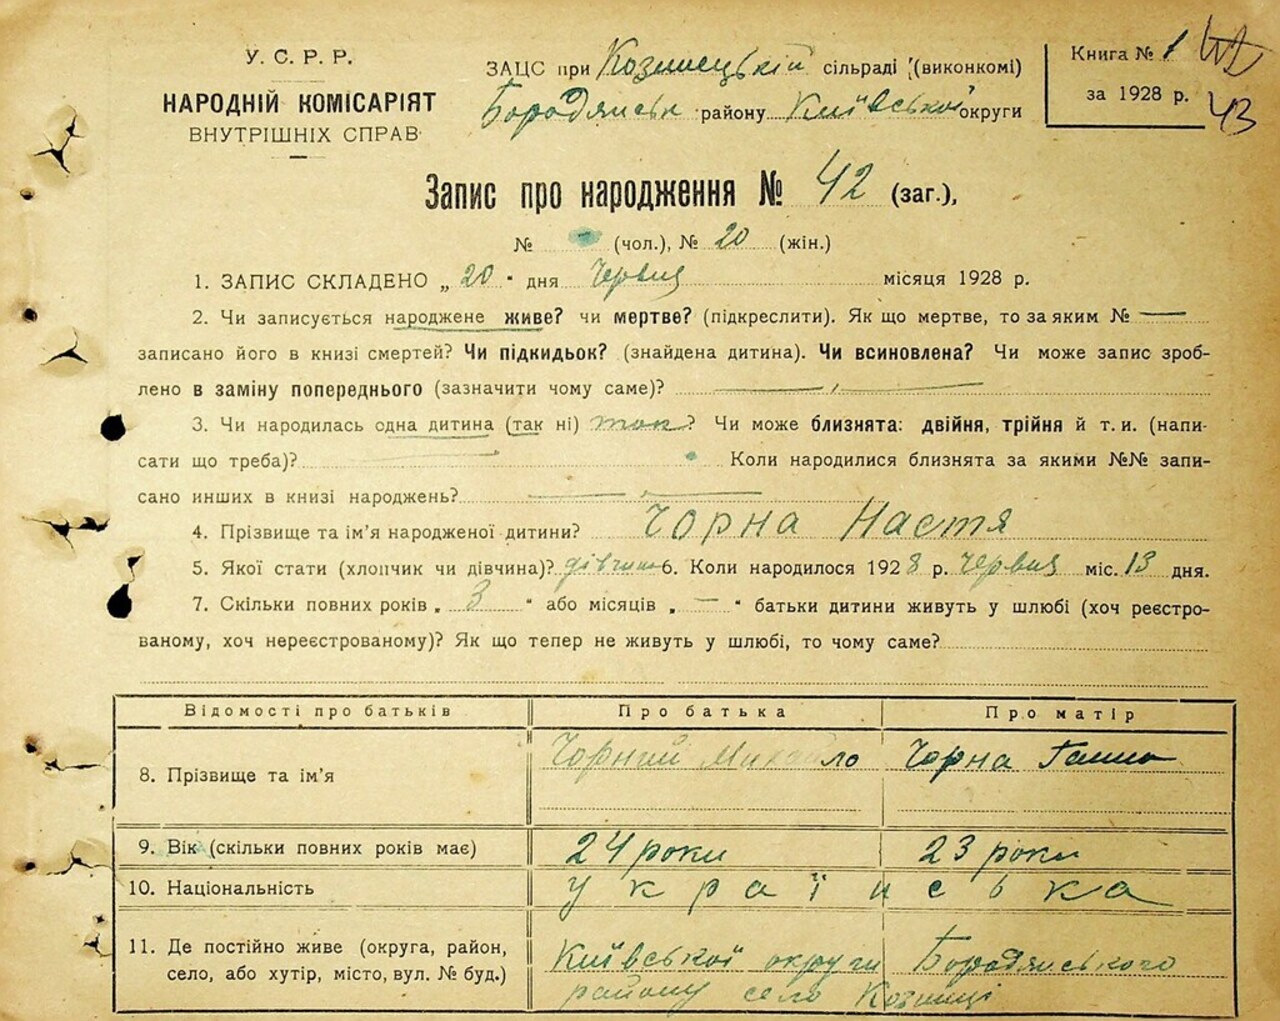 У. С. Р. Р.
НАРОДНІЙ КОМІСАРІЯТ
ВНУТРІШНІХ СПРАВ
ЗАЦС при Козинецькій сільраді (виконкомі)
Бородянськ району Київської округи
Книга № 1
за 1928 р.
42
43
Запис про народження № 42 (заг.),
№ - (чол.), № 20 (жін.)
1. ЗАПИС СКЛАДЕНО „ 20 " дня Червня місяця 1928 р.
2. Чи записується народжене живе? чи мертве? (підкреслити). Як що мертве, то за яким № —
записано його в книзі смертей? Чи підкидьок? (знайдена дитина). Чи всиновлена? Чи може запис зроб-
лено в заміну попереднього (зазначити чому саме)?
3. Чи народилась одна дитина (так ні) так? Чи може близнята: двійня, трійня й т. и. (напи-
сати що треба)? Коли народилися близнята за якими №№ запи-
сано инших в книзі народжень?
4. Прізвище та ім'я народженої дитини? Чорна Настя
5. Якої стати (хлопчик чи дівчина)? дівчина 6. Коли народилося 1928 р. Червня міс. 13 дня.
7. Скільки повних років „ 3 " або місяців „ — " батьки дитини живуть у шлюбі (хоч реєстро-
ваному, хоч нереєстрованому)? Як що тепер не живуть у шлюбі, то чому саме?
Відомості про батьків Про батька Про матір
8. Прізвище та ім'я Чорний Михайло Чорна Ганна
9. Вік (скільки повних років має) 24 роки 23 роки
10. Національність українська
11. Де постійно живе (округа, район, Київської округи Бородянського
село, або хутір, місто, вул. № буд.) району село Козинці